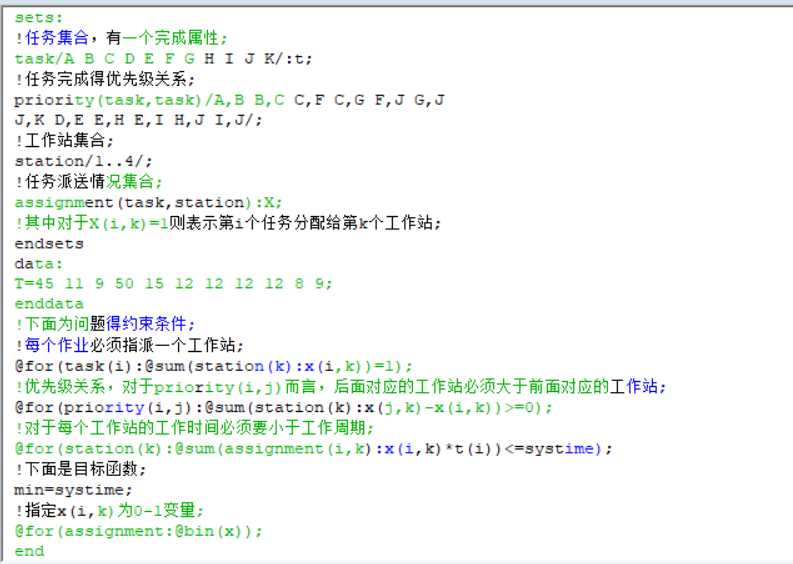 sets:
!任务集合，有一个完成属性;
task/A B C D E F G H I J K/:t;
!任务完成得优先级关系;
priority(task,task)/A,B B,C C,F C,G F,J G,J
J,K D,E E,H E,I H,J I,J/;
!工作站集合;
station/1..4/;
!任务派送情况集合;
assignment(task,station):X;
!其中对于X(i,k)=1则表示第i个任务分配给第k个工作站;
endsets
data:
T=45 11 9 50 15 12 12 12 12 8 9;
enddata
!下面为问题得约束条件;
!每个作业必须指派一个工作站;
@for(task(i):@sum(station(k):x(i,k))=1);
!优先级关系，对于priority(i,j)而言，后面对应的工作站必须大于前面对应的工作站;
@for(priority(i,j):@sum(station(k):x(j,k)-x(i,k))>=0);
!对于每个工作站的工作时间必须要小于工作周期;
@for(station(k):@sum(assignment(i,k):x(i,k)*t(i))<=systime);
!下面是目标函数;
min=systime;
!指定x(i,k)为0-1变量;
@for(assignment:@bin(x));
end